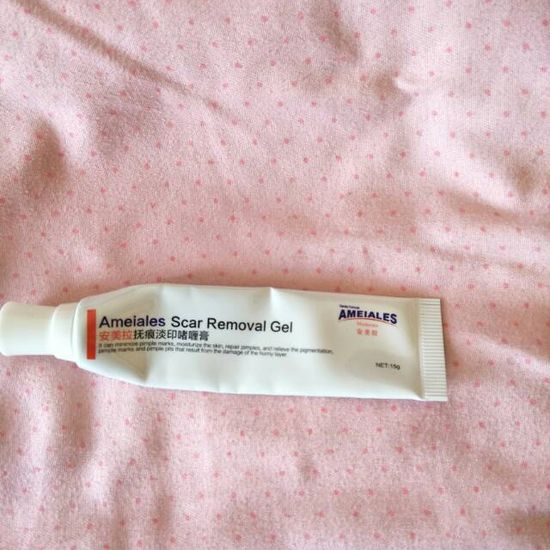 Ameiales Scar Removal Gel
安美拉抚痕淡印啫喱膏
It can minimize pimple marks, moisturize the skin, repair pimples, and relieve the pigmentation,
pimple marks and pimple pits that result from the damage of the horny layer.
AMEIALES
安美拉
NET:15g